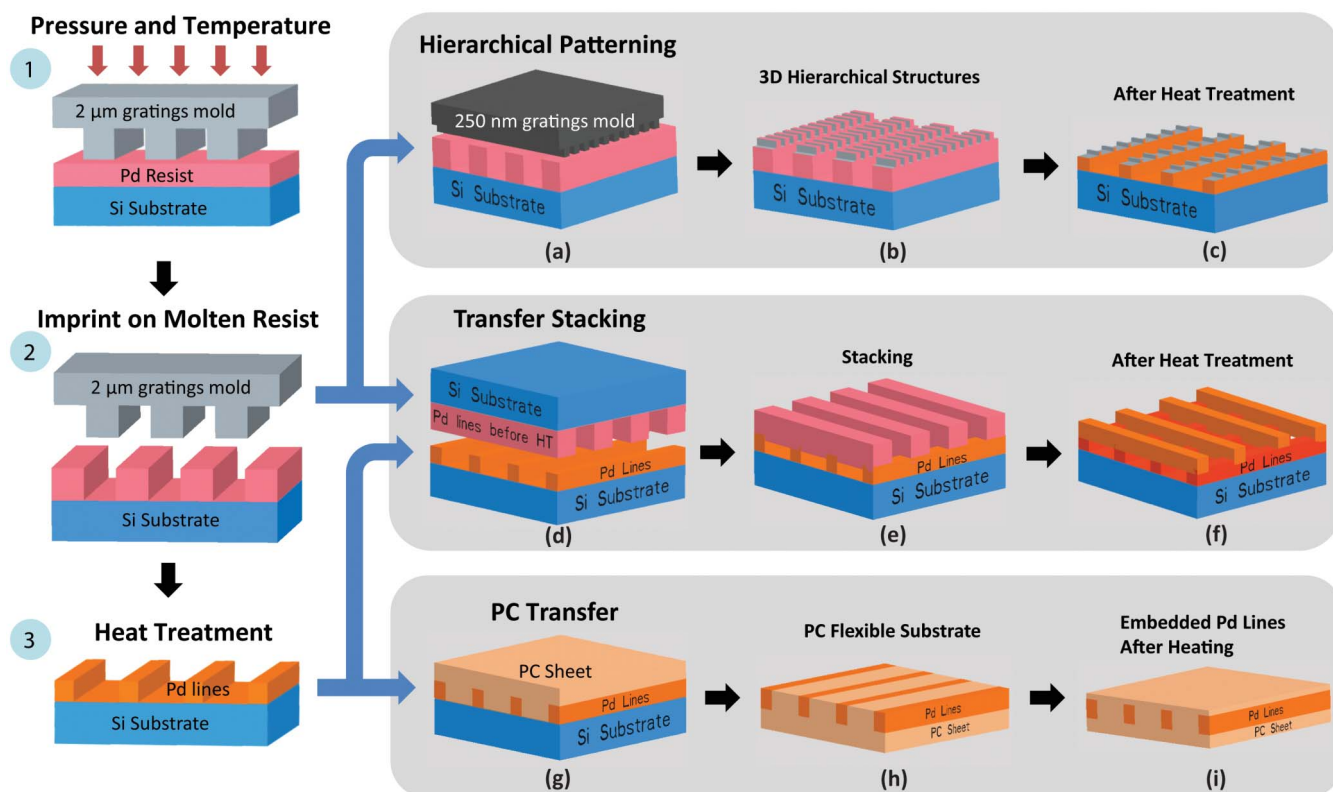 Pressure and Temperature
1
2 μm gratings mold
Pd Resist
Si Substrate
Imprint on Molten Resist
2
2 μm gratings mold
Si Substrate
3
Heat Treatment
Pd lines
Si Substrate
Hierarchical Patterning
250 nm gratings mold
Si Substrate
(a)
3D Hierarchical Structures
Si Substrate
(b)
After Heat Treatment
Si Substrate
(c)
Transfer Stacking
Si Substrate
Pd lines before HT
Pd Lines
Si Substrate
(d)
Stacking
Si Substrate
(e)
After Heat Treatment
Pd Lines
Si Substrate
(f)
PC Transfer
PC Sheet
Pd Lines
Si Substrate
(g)
PC Flexible Substrate
Pd Lines
PC Sheet
(h)
Embedded Pd Lines
After Heating
Pd Lines
PC Sheet
(i)